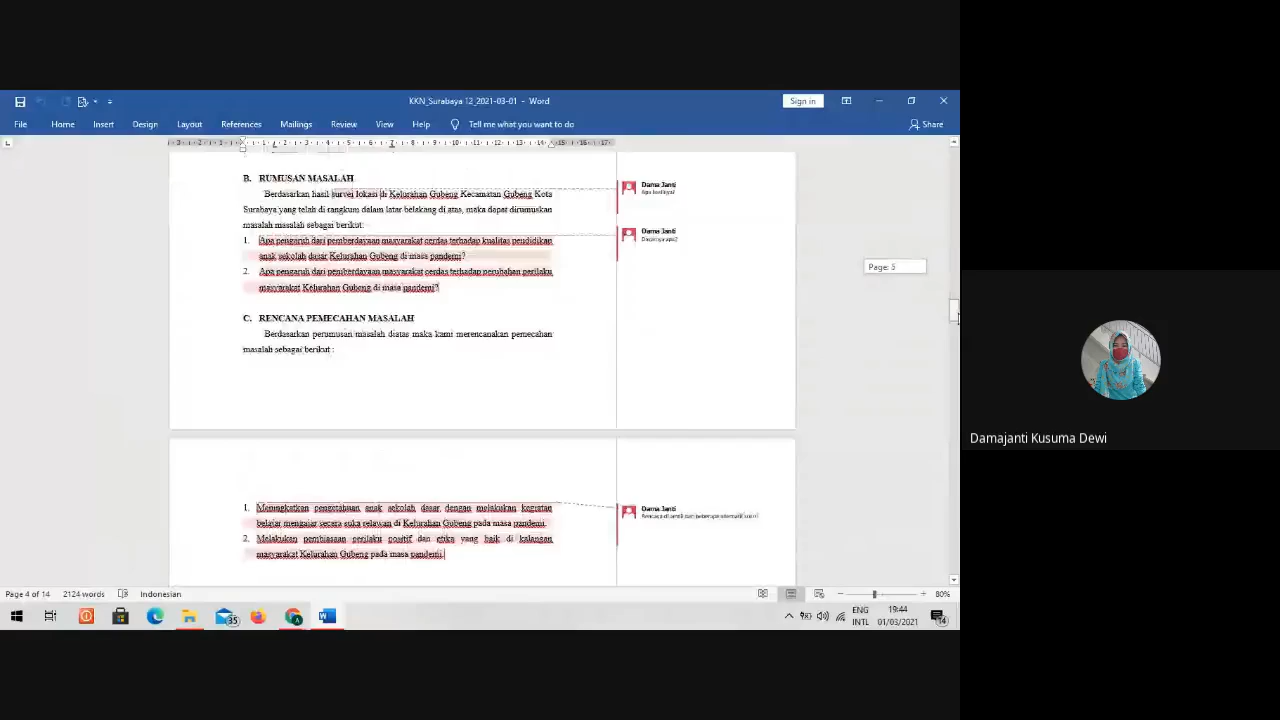 KKN_Surabaya 12_2021-03-01 - Word
Sign in
File Home Insert Design Layout References Mailings Review View Help Tell me what you want to do
Share
B. RUMUSAN MASALAH
Berdasarkan hasil survei lokasi di Kelurahan Gubeng Kecamatan Gubeng Kota
Surabaya yang telah di rangkum dalam latar belakang di atas, maka dapat dirumuskan
masalah masalah sebagai berikut:
1. Apa pengaruh dari pemberdayaan masyarakat cerdas terhadap kualitas pendidikan
anak sekolah dasar Kelurahan Gubeng di masa pandemi?
2. Apa pengaruh dari pemberdayaan masyarakat cerdas terhadap perubahan perilaku
masyarakat Kelurahan Gubeng di masa pandemi?
Dama Janti
Apa hasilnya?
Dama Janti
Page: 5
C. RENCANA PEMECAHAN MASALAH
Berdasarkan perumusan masalah diatas maka kami merencanakan pemecahan
masalah sebagai berikut :
1. Meningkatkan pengetahuan anak sekolah dasar dengan melakukan kegiatan
belajar mengajar secara suka relawan di Kelurahan Gubeng pada masa pandemi.
2. Melakukan pembiasaan perilaku positif dan etika yang baik di kalangan
masyarakat Kelurahan Gubeng pada masa pandemi.
Dama Janti
Page 4 of 14 2124 words Indonesian
80%
35
ENG
INTL
19:44
01/03/2021
14
Damajanti Kusuma Dewi